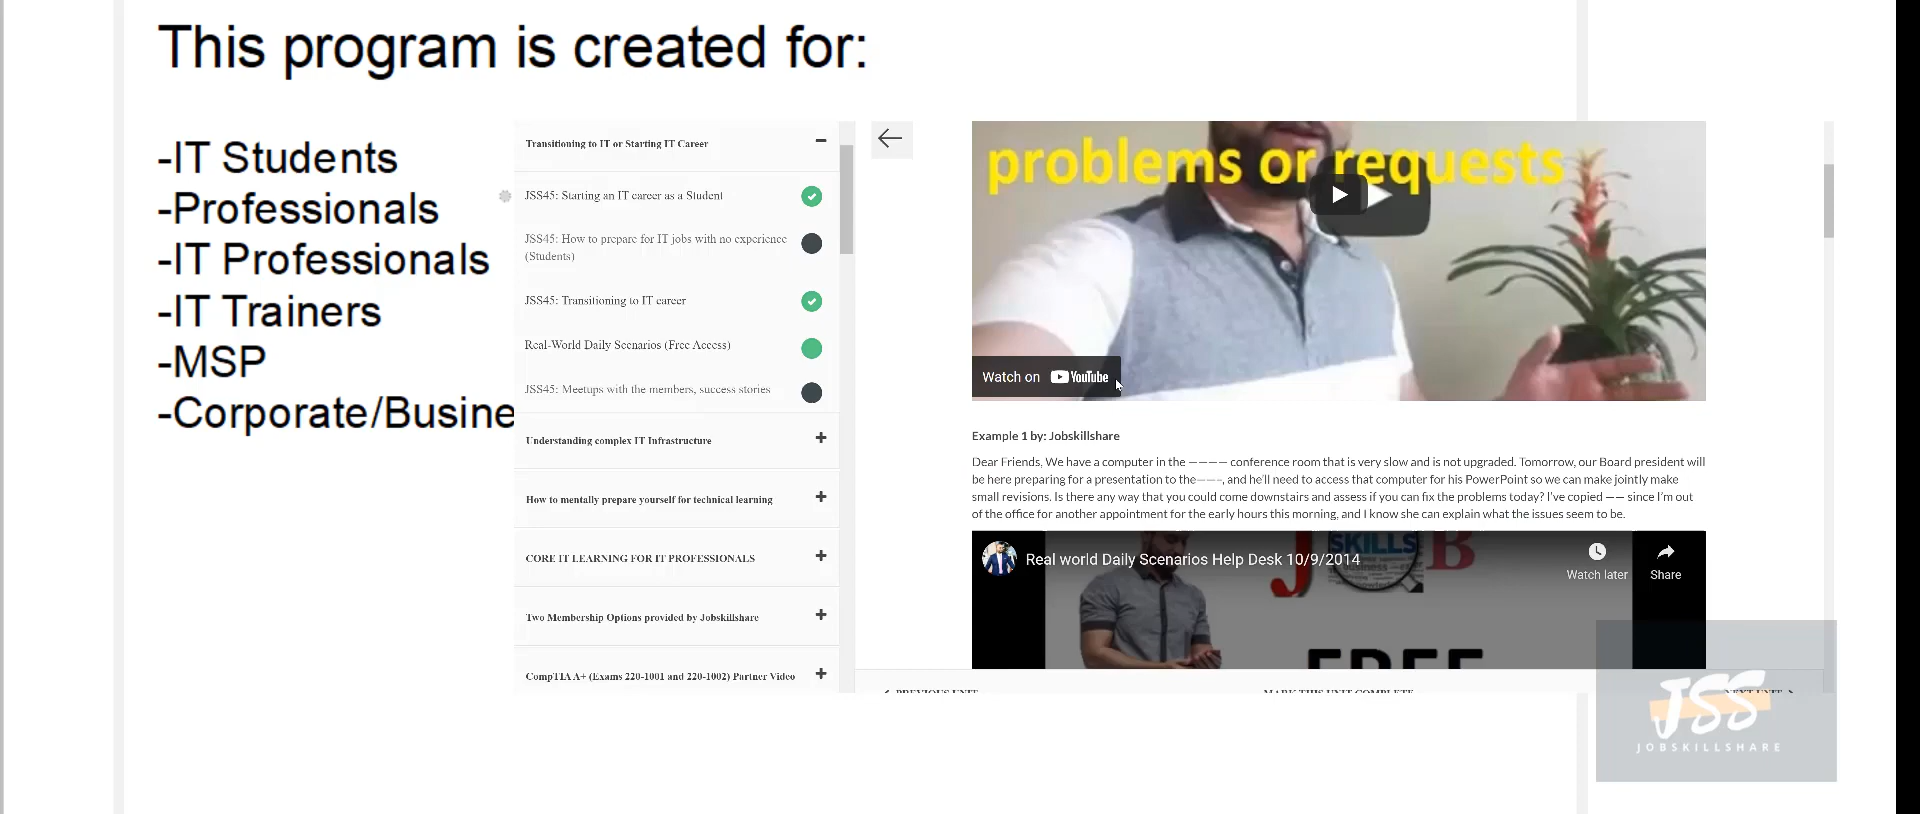 This program is created for:
-IT Students
-Professionals
-IT Professionals
-IT Trainers
-MSP
-Corporate/Busine
Transitioning to IT or Starting IT Career
JSS45: Starting an IT career as a Student
JSS45: How to prepare for IT jobs with no experience
(Students)
JSS45: Transitioning to IT career
Real-World Daily Scenarios (Free Access)
JSS45: Meetups with the members, success stories
Understanding complex IT Infrastructure
How to mentally prepare yourself for technical learning
CORE IT LEARNING FOR IT PROFESSIONALS
Two Membership Options provided by Jobskillshare
CompTIA A+ (Exams 220-1001 and 220-1002) Partner Video
problems or requests
Watch on YouTube
Example 1 by: Jobskillshare
Dear Friends, We have a computer in the ———— conference room that is very slow and is not upgraded. Tomorrow, our Board president will
be here preparing for a presentation to the——–, and he'll need to access that computer for his PowerPoint so we can make jointly make
small revisions. Is there any way that you could come downstairs and assess if you can fix the problems today? I've copied —— since I'm out
of the office for another appointment for the early hours this morning, and I know she can explain what the issues seem to be.
Real world Daily Scenarios Help Desk 10/9/2014
Watch later
Share
SKILLS
FREE
PREVIOUS UNIT
MARK THIS UNIT COMPLETE
NEXT UNIT
JSS
JOBSKILLSHARE